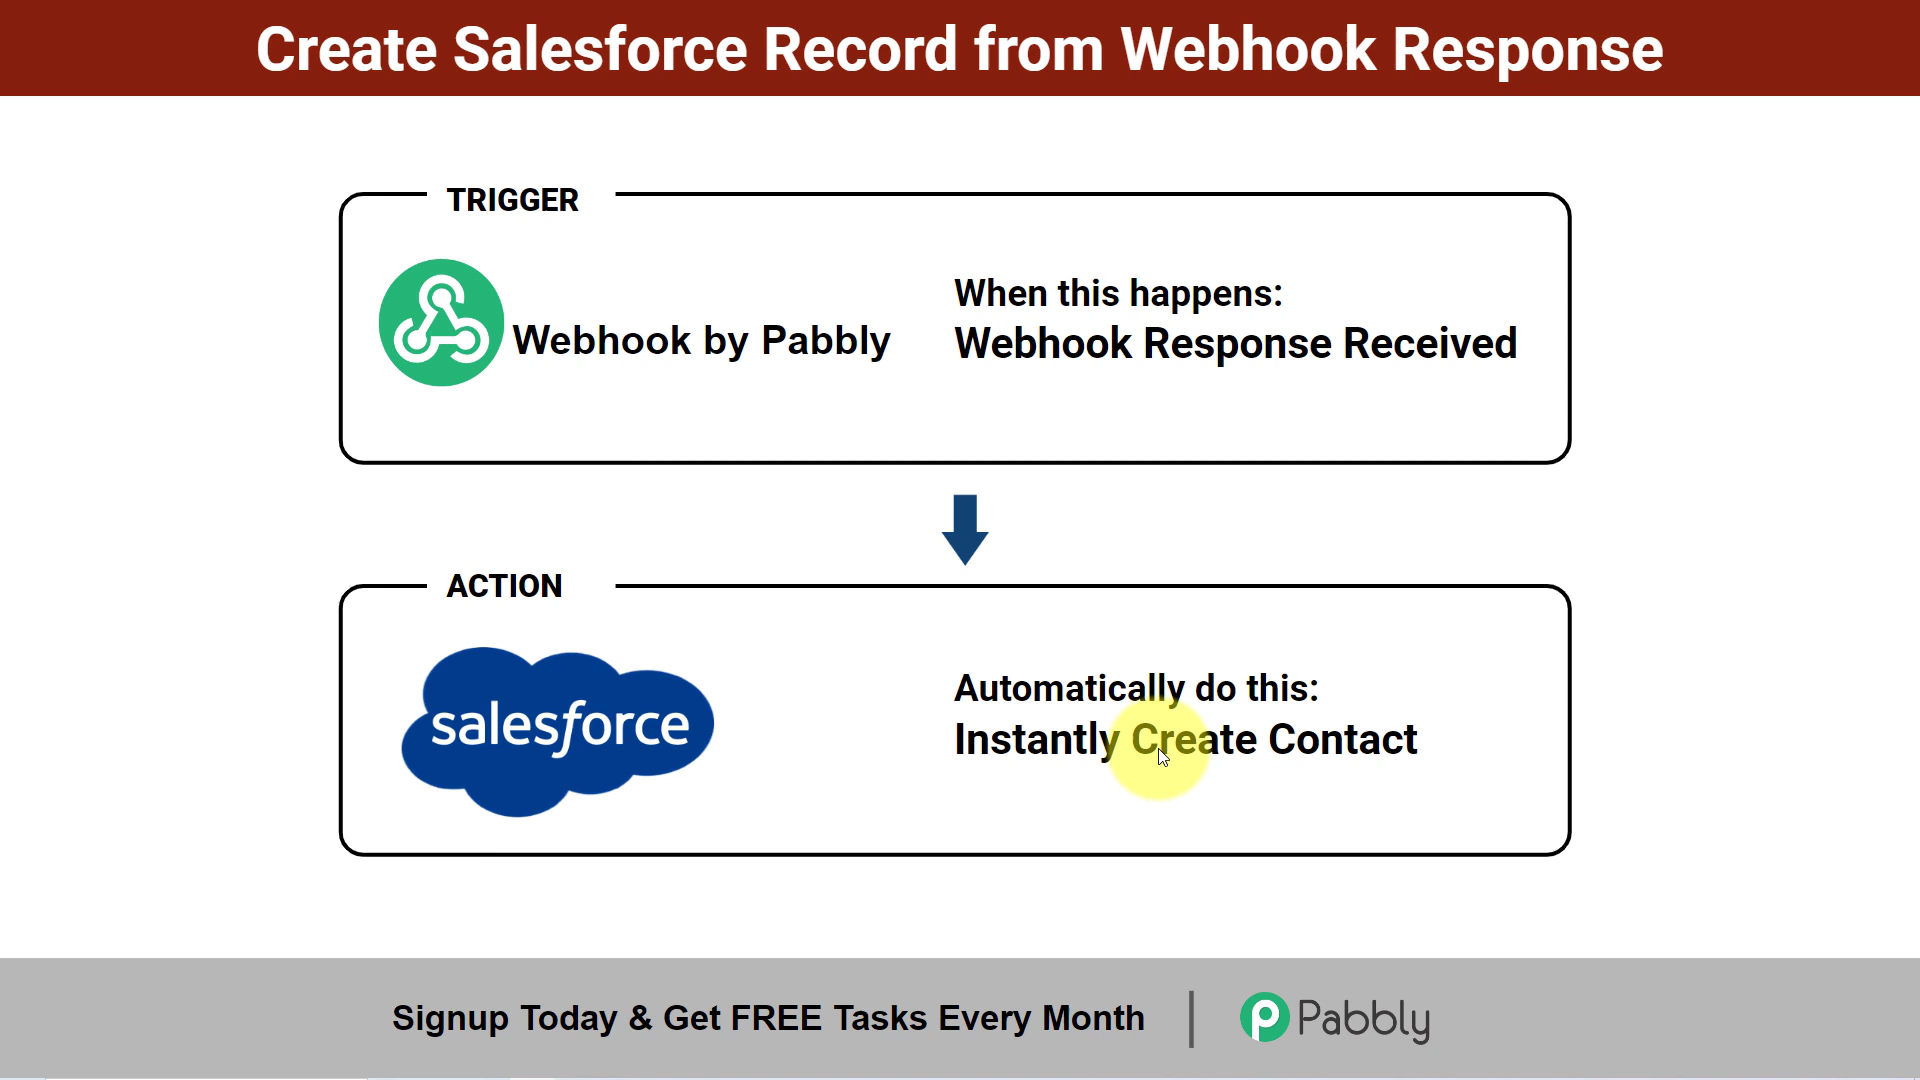 Create Salesforce Record from Webhook Response
TRIGGER
Webhook by Pabbly
When this happens:
Webhook Response Received
ACTION
salesforce
Automatically do this:
Instantly Create Contact
Signup Today & Get FREE Tasks Every Month
Pabbly